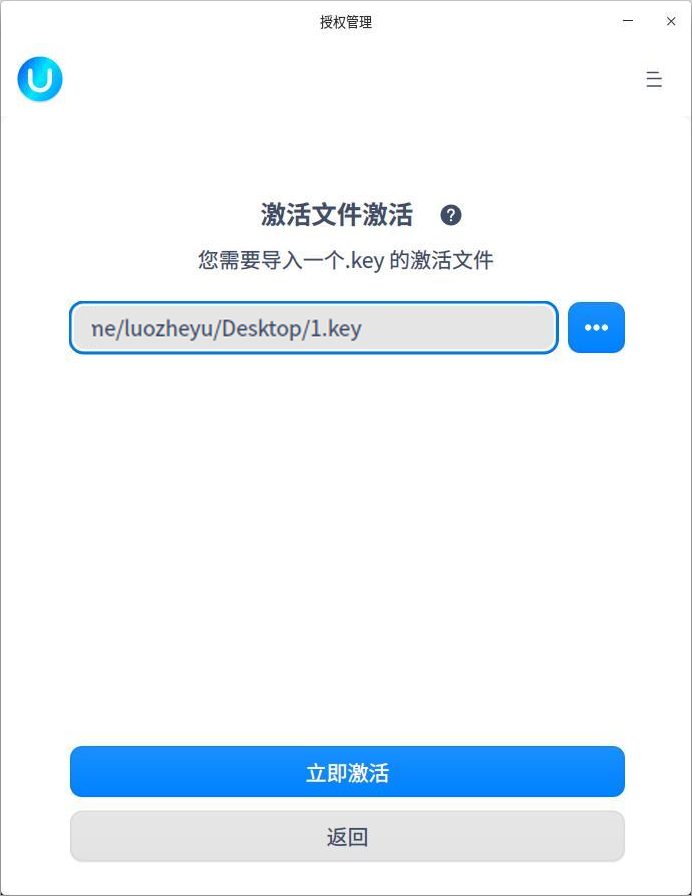 授权管理
激活文件激活
您需要导入一个.key 的激活文件
ne/luozheyu/Desktop/1.key
立即激活
返回